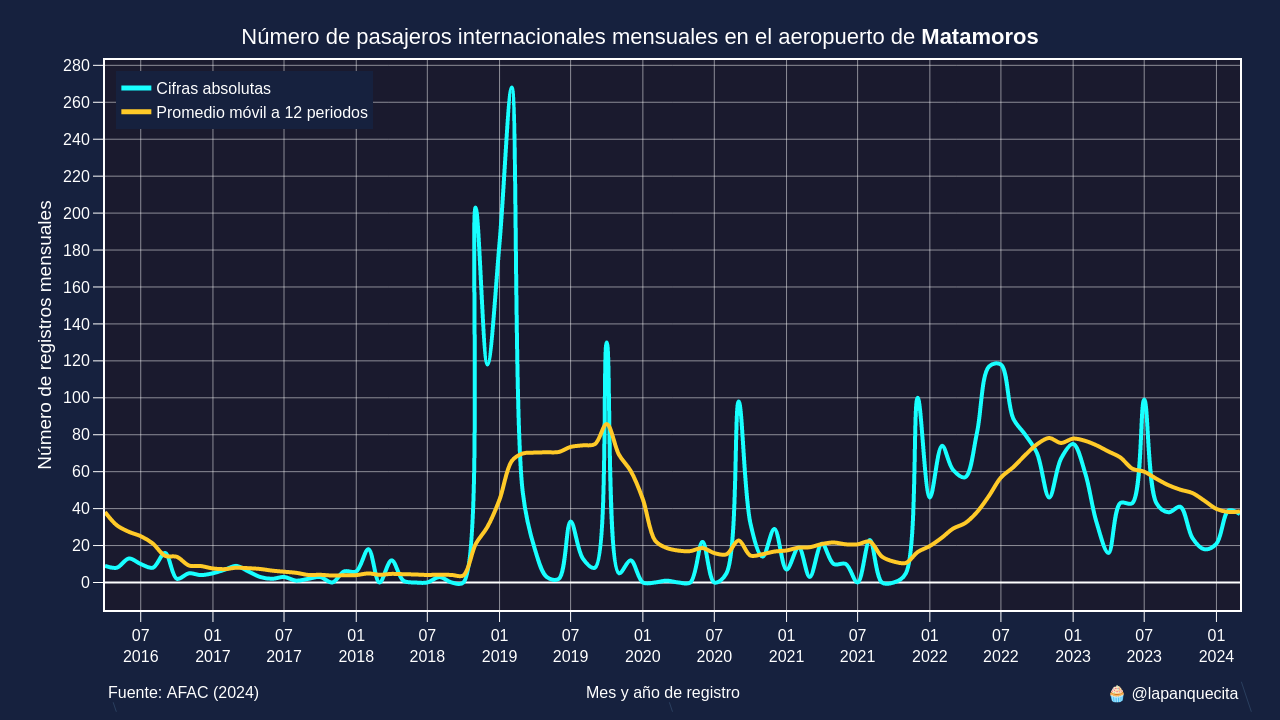 Número de pasajeros internacionales mensuales en el aeropuerto de Matamoros
Cifras absolutas
Promedio móvil a 12 periodos
Número de registros mensuales
280
260
240
220
200
180
160
140
120
100
80
60
40
20
0
07 01 07 01 07 01 07 01 07 01 07 01 07 01 07 01
2016 2017 2017 2018 2018 2019 2019 2020 2020 2021 2021 2022 2022 2023 2023 2024
Fuente: AFAC (2024)
Mes y año de registro
🧁 @lapanquecita